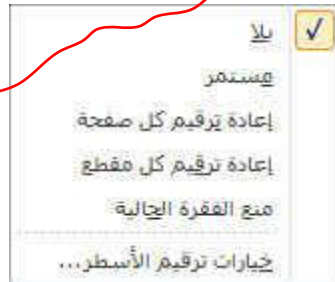 بلا
مستمر
إعادة ترقيم كل صفحة
إعادة ترقيم كل مقطع
منع الفقرة الحالية
خيارات ترقيم الأسطر...